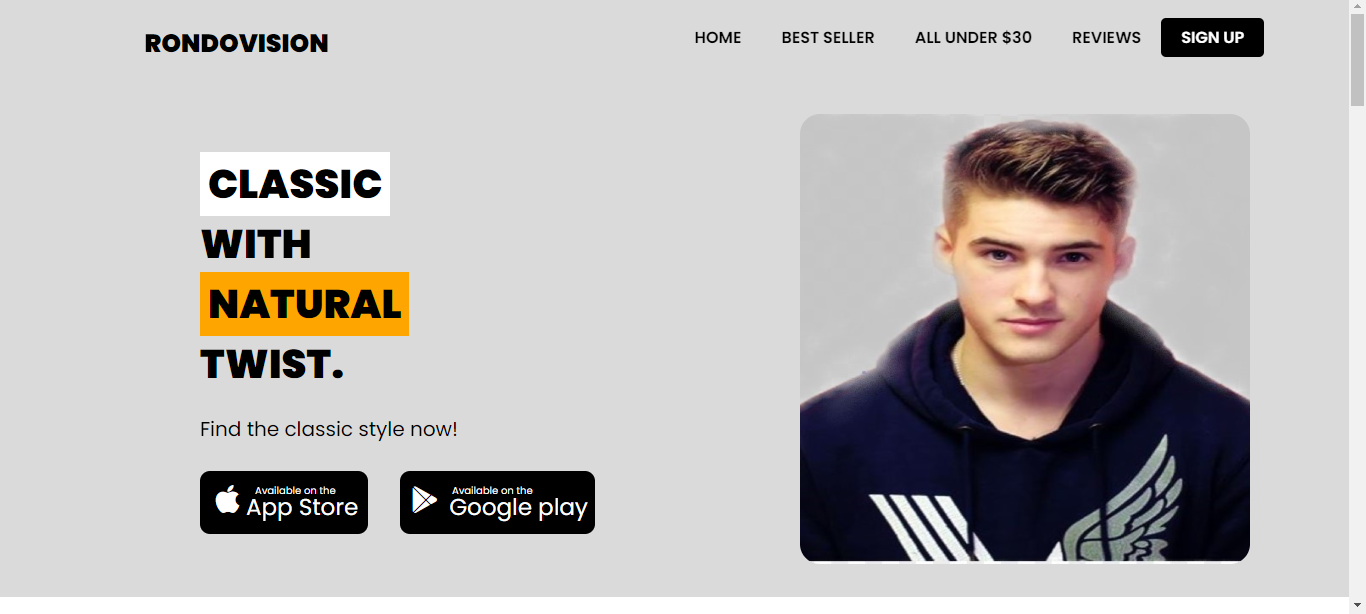 RONDOVISION
HOME
BEST SELLER
ALL UNDER $30
REVIEWS
SIGN UP
CLASSIC
WITH
NATURAL
TWIST.
Find the classic style now!
Available on the
App Store
Available on the
Google play